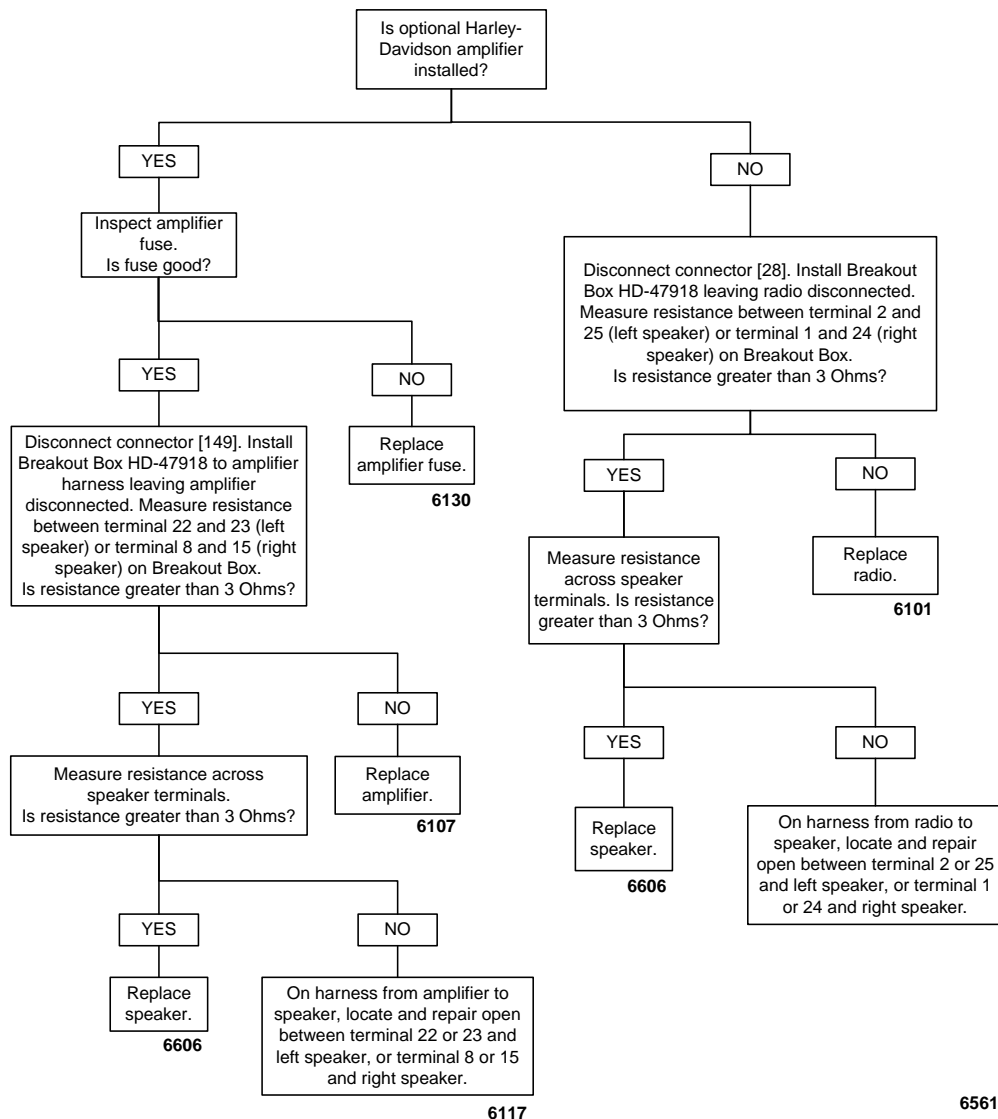 Is optional Harley-
Davidson amplifier
installed?
YES
NO
Inspect amplifier
fuse.
Is fuse good?
Disconnect connector [28]. Install Breakout
Box HD-47918 leaving radio disconnected.
Measure resistance between terminal 2 and
25 (left speaker) or terminal 1 and 24 (right
speaker) on Breakout Box.
Is resistance greater than 3 Ohms?
YES
NO
Disconnect connector [149]. Install
Breakout Box HD-47918 to amplifier
harness leaving amplifier
disconnected. Measure resistance
between terminal 22 and 23 (left
speaker) or terminal 8 and 15 (right
speaker) on Breakout Box.
Is resistance greater than 3 Ohms?
Replace
amplifier fuse.
6130
YES
NO
Measure resistance
across speaker
terminals. Is resistance
greater than 3 Ohms?
Replace
radio.
6101
YES
NO
Measure resistance across
speaker terminals.
Is resistance greater than 3 Ohms?
Replace
amplifier.
6107
YES
NO
Replace
speaker.
6606
On harness from radio to
speaker, locate and repair
open between terminal 2 or 25
and left speaker, or terminal 1
or 24 and right speaker.
YES
NO
Replace
speaker.
6606
On harness from amplifier to
speaker, locate and repair open
between terminal 22 or 23 and
left speaker, or terminal 8 or 15
and right speaker.
6117
6561